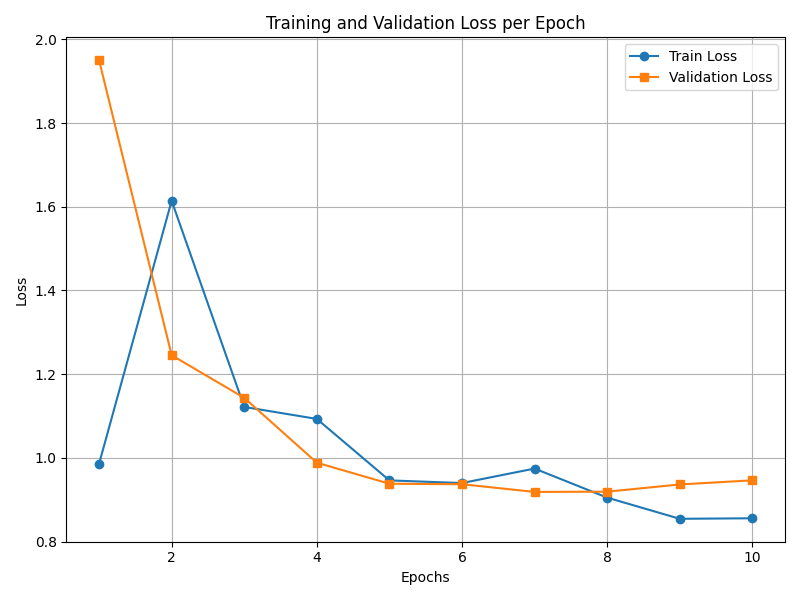 Training and Validation Loss per Epoch
Train Loss
Validation Loss
2.0
1.8
1.6
1.4
1.2
1.0
0.8
Loss
2 4 6 8 10
Epochs